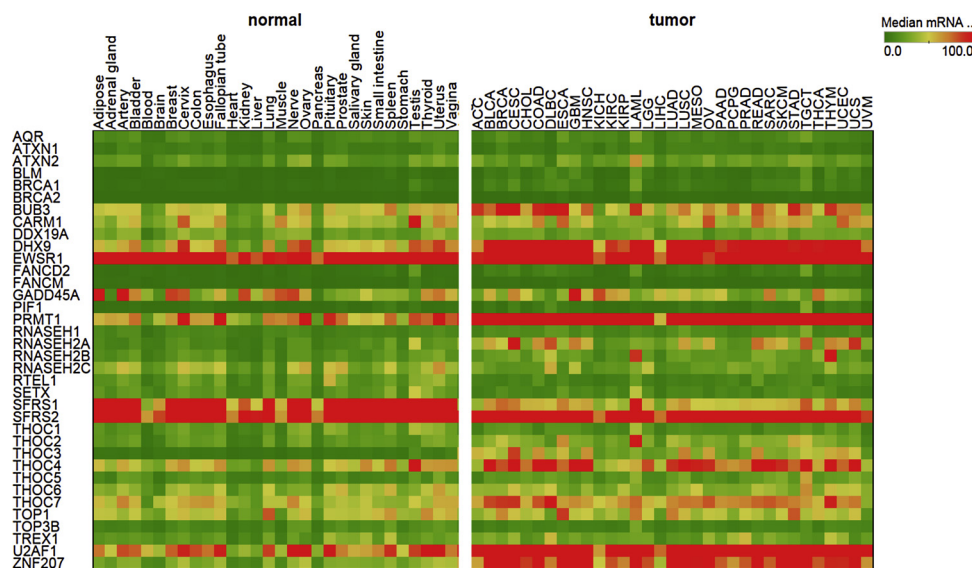 normal
tumor
Median mRNA ..
0.0
100.0
Adipose
Adrenal gland
Artery
Bladder
Blood
Brain
Breast
Cervix
Colon
Esophagus
Fallopian tube
Heart
Kidney
Liver
Lung
Muscle
Nerve
Ovary
Pancreas
Pituitary
Prostate
Salivary gland
Skin
Small intestine
Spleen
Stomach
Testis
Thyroid
Uterus
Vagina
ACC
BLCA
BRCA
CESC
CHOL
COAD
DLBC
ESCA
GBM
HNSC
KICH
KIRC
KIRP
LAML
LGG
LIHC
LUAD
LUSC
MESO
OV
PAAD
PCPG
PRAD
READ
SARC
SKCM
STAD
TGCT
THCA
THYM
UCEC
UCS
UVM
AQR
ATXN1
ATXN2
BLM
BRCA1
BRCA2
BUB3
CARM1
DDX19A
DHX9
EWSR1
FANCD2
FANCM
GADD45A
PIF1
PRMT1
RNASEH1
RNASEH2A
RNASEH2B
RNASEH2C
RTEL1
SETX
SFRS1
SFRS2
THOC1
THOC2
THOC3
THOC4
THOC5
THOC6
THOC7
TOP1
TOP3B
TREX1
U2AF1
ZNF207